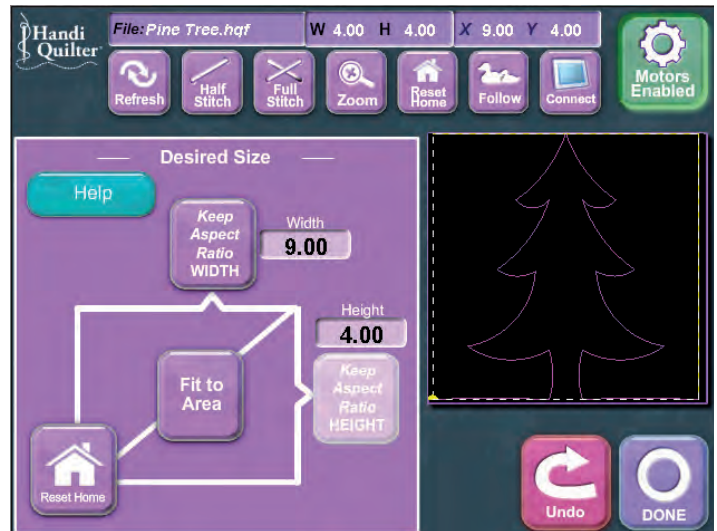 Handi
Quilter
File:Pine Tree.hqf W 4.00 H 4.00 X 9.00 Y 4.00
Refresh
Half
Stitch
Full
Stitch
Zoom
Reset
Home
Follow
Connect
Motors
Enabled
Desired Size
Help
Keep
Aspect
Ratio
WIDTH
Width
9.00
Height
4.00
Keep
Aspect
Ratio
HEIGHT
Fit to
Area
Reset Home
Undo
DONE